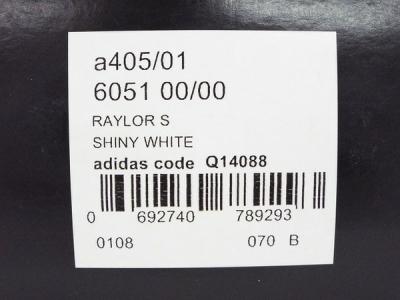 a405/01
6051 00/00
RAYLOR S
SHINY WHITE
adidas code Q14088
0 692740 789293
0108 070 B